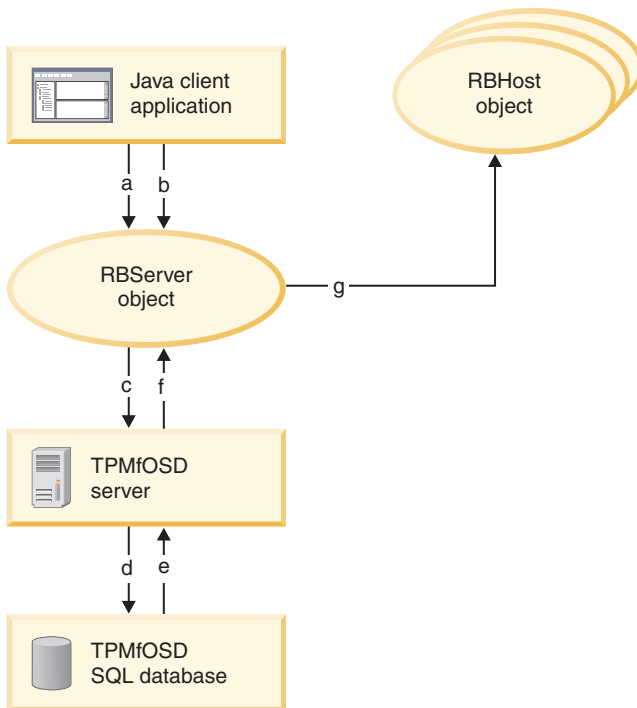 Java client
application
RBHost
object
a
b
RBServer
object
g
c
f
TPMfOSD
server
d
e
TPMfOSD
SQL database